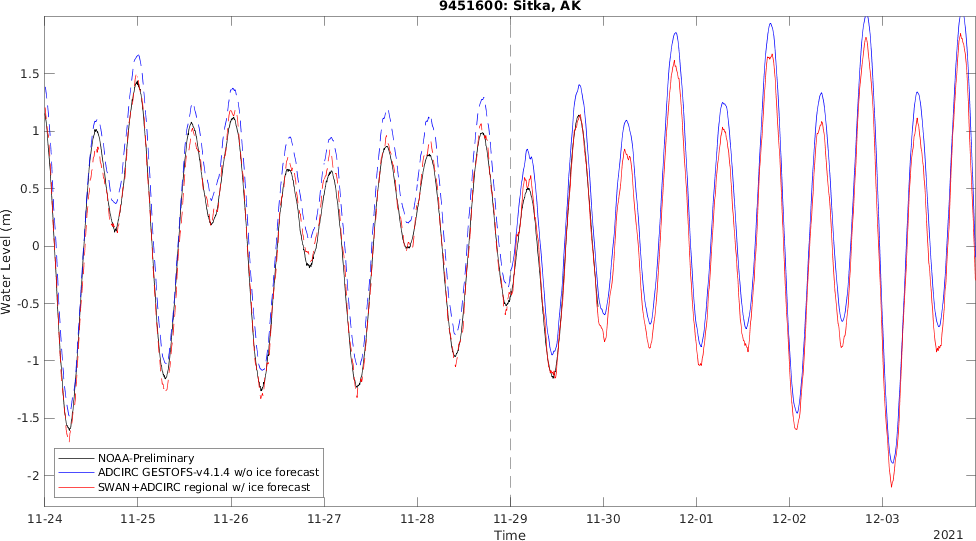 9451600: Sitka, AK
Water Level (m)
1.5
1
0.5
0
-0.5
-1
-1.5
-2
NOAA-Preliminary
ADCIRC GESTOFS-v4.1.4 w/o ice forecast
SWAN+ADCIRC regional w/ ice forecast
11-24 11-25 11-26 11-27 11-28 11-29 11-30 12-01 12-02 12-03
Time
2021